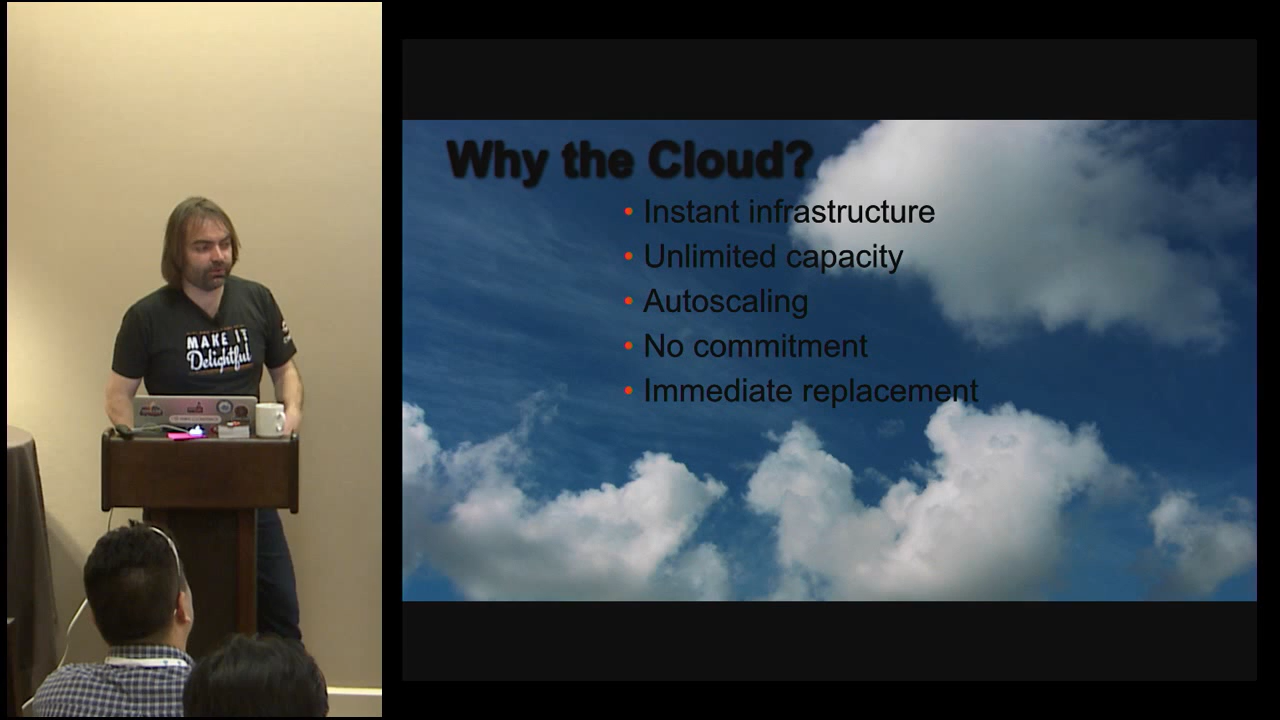 MAKE IT
Delightful
Why the Cloud?
• Instant infrastructure
• Unlimited capacity
• Autoscaling
• No commitment
• Immediate replacement